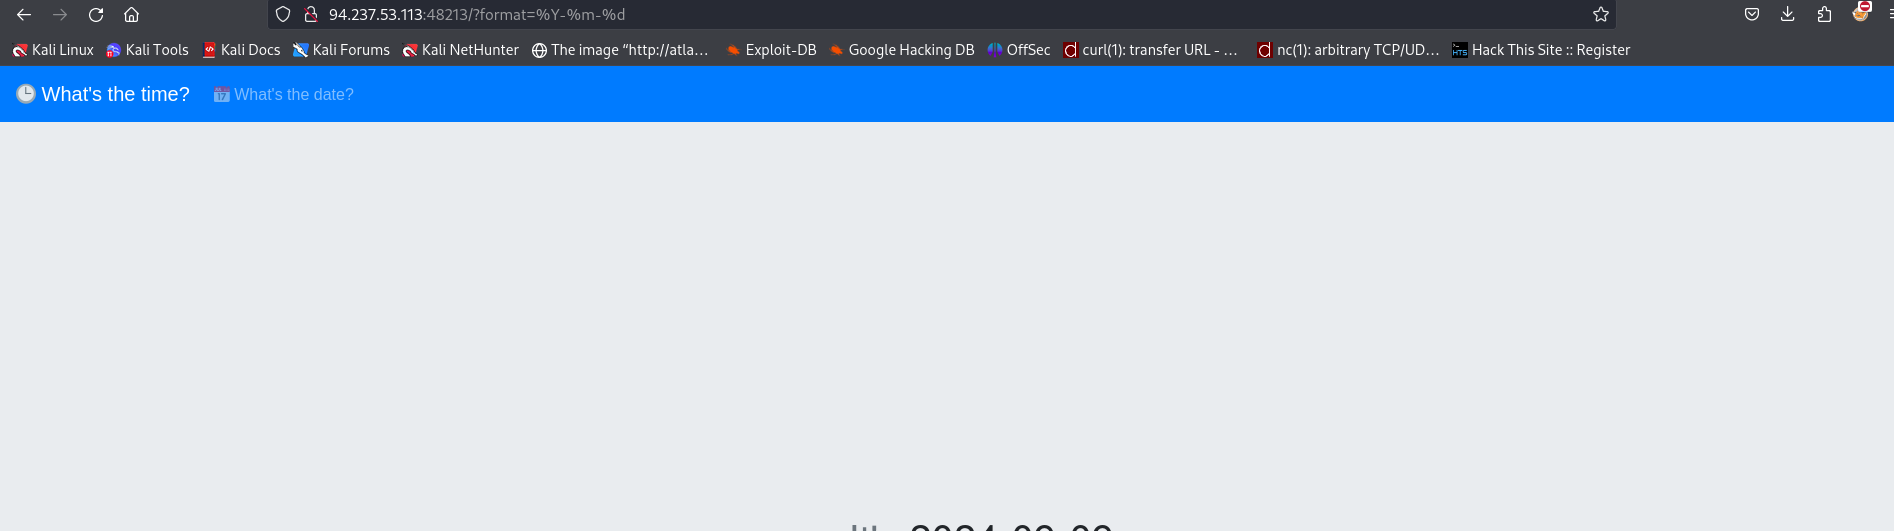 94.237.53.113:48213/?format=%Y-%m-%d
Kali Linux Kali Tools Kali Docs Kali Forums Kali NetHunter The image “http://atla… Exploit-DB Google Hacking DB OffSec curl(1): transfer URL - … nc(1): arbitrary TCP/UD… HTS Hack This Site :: Register
What's the time? 17 What's the date?